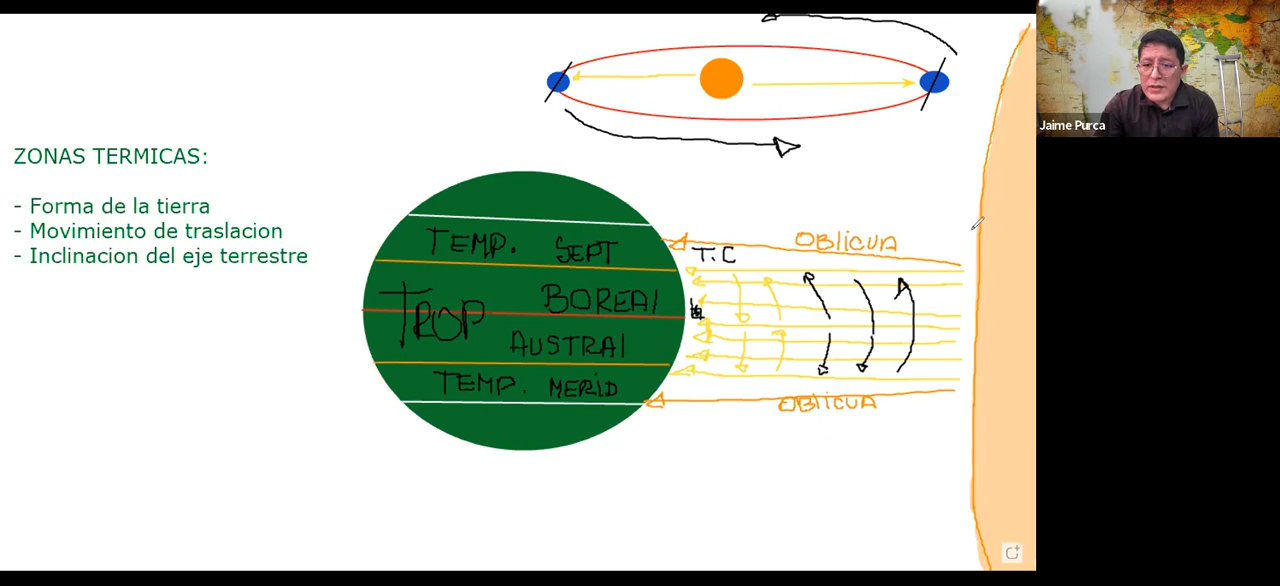 Jaime Purca
ZONAS TERMICAS:
- Forma de la tierra
- Movimiento de traslacion
- Inclinacion del eje terrestre
TEMP. SEPT
TROP
BOREAl
AUSTRAl
TEMP. MERID
T.C
OBlICUA
OBlICUA